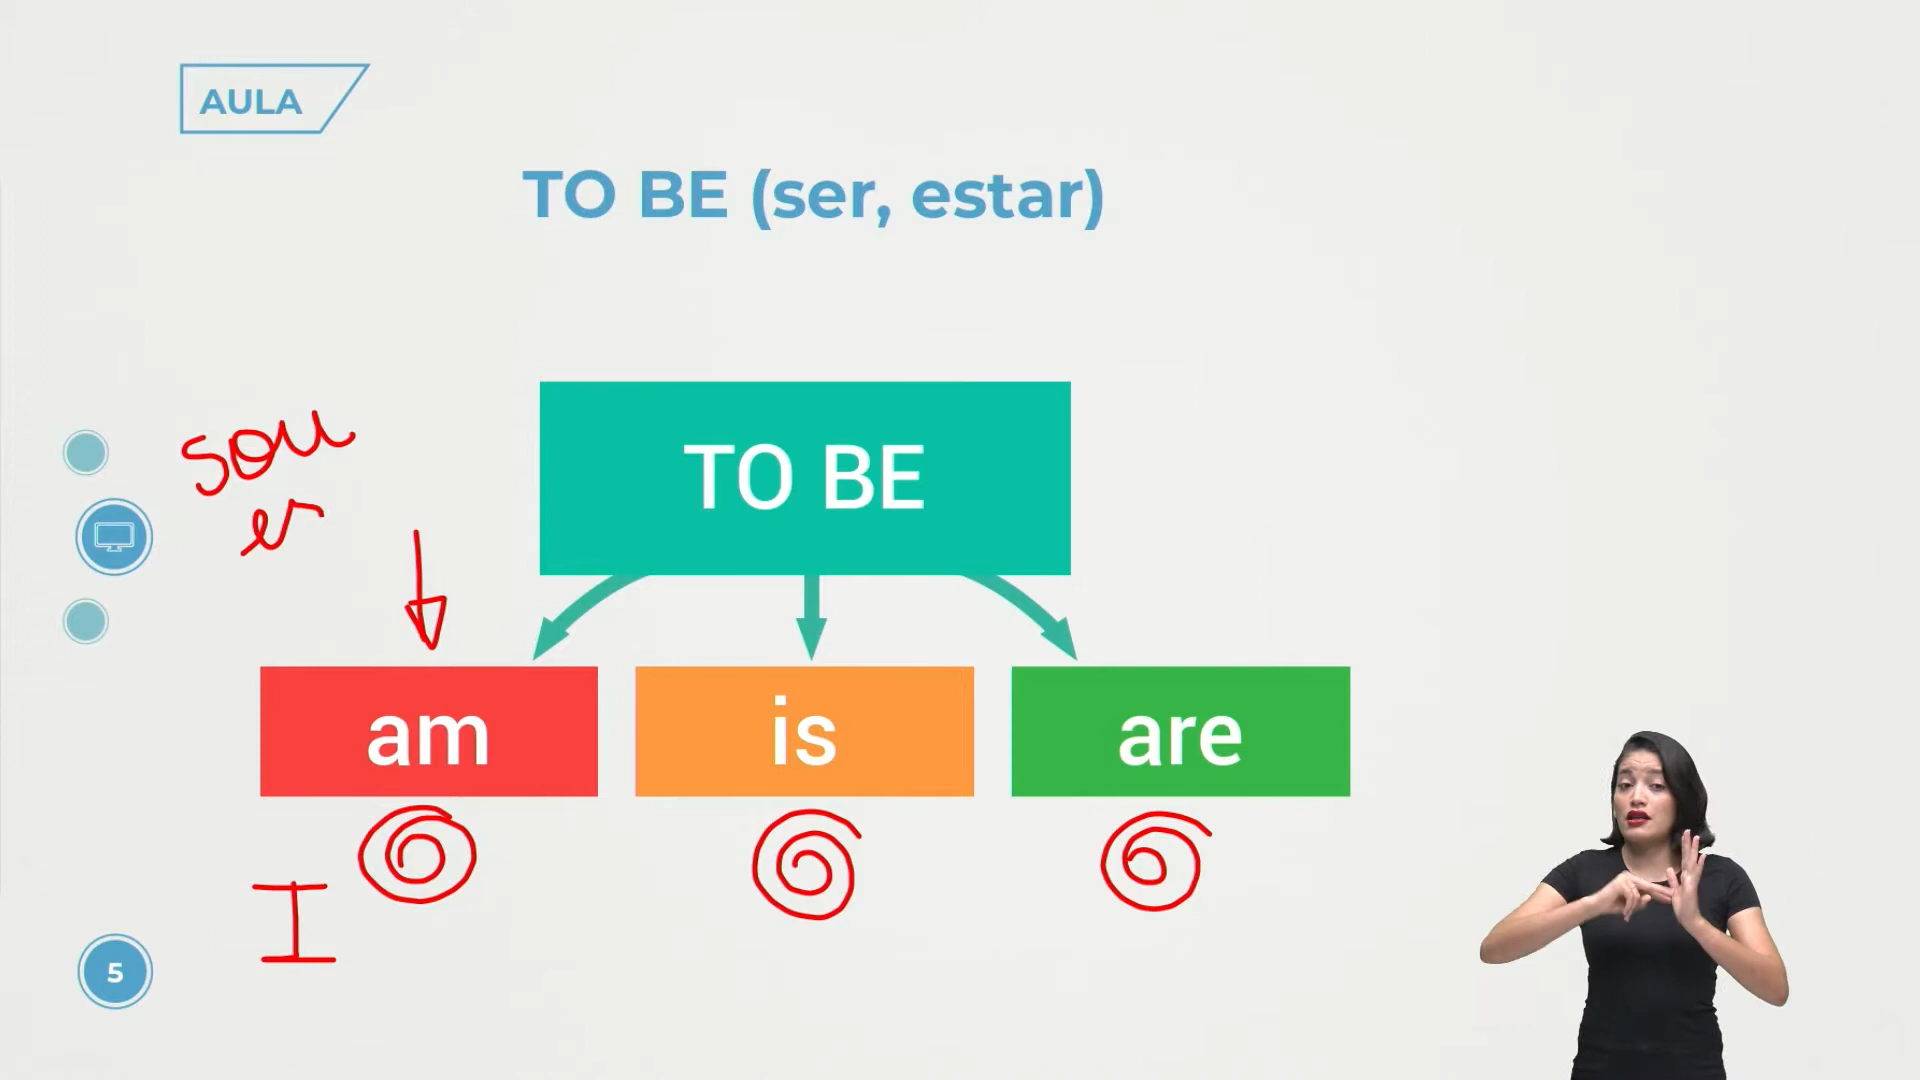 AULA
TO BE (ser, estar)
sou
TO BE
am
is
are
I
5